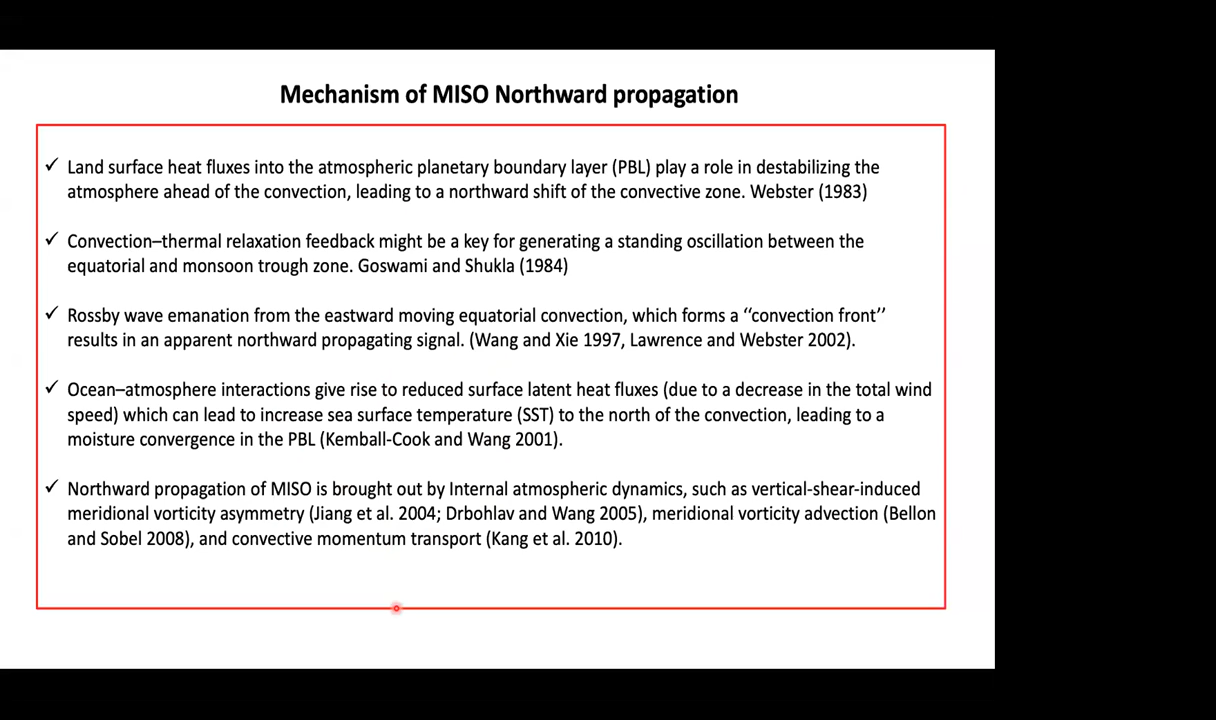 Mechanism of MISO Northward propagation
✓ Land surface heat fluxes into the atmospheric planetary boundary layer (PBL) play a role in destabilizing the
atmosphere ahead of the convection, leading to a northward shift of the convective zone. Webster (1983)
✓ Convection–thermal relaxation feedback might be a key for generating a standing oscillation between the
equatorial and monsoon trough zone. Goswami and Shukla (1984)
✓ Rossby wave emanation from the eastward moving equatorial convection, which forms a ‘‘convection front’’
results in an apparent northward propagating signal. (Wang and Xie 1997, Lawrence and Webster 2002).
✓ Ocean–atmosphere interactions give rise to reduced surface latent heat fluxes (due to a decrease in the total wind
speed) which can lead to increase sea surface temperature (SST) to the north of the convection, leading to a
moisture convergence in the PBL (Kemball-Cook and Wang 2001).
✓ Northward propagation of MISO is brought out by Internal atmospheric dynamics, such as vertical-shear-induced
meridional vorticity asymmetry (Jiang et al. 2004; Drbohlav and Wang 2005), meridional vorticity advection (Bellon
and Sobel 2008), and convective momentum transport (Kang et al. 2010).